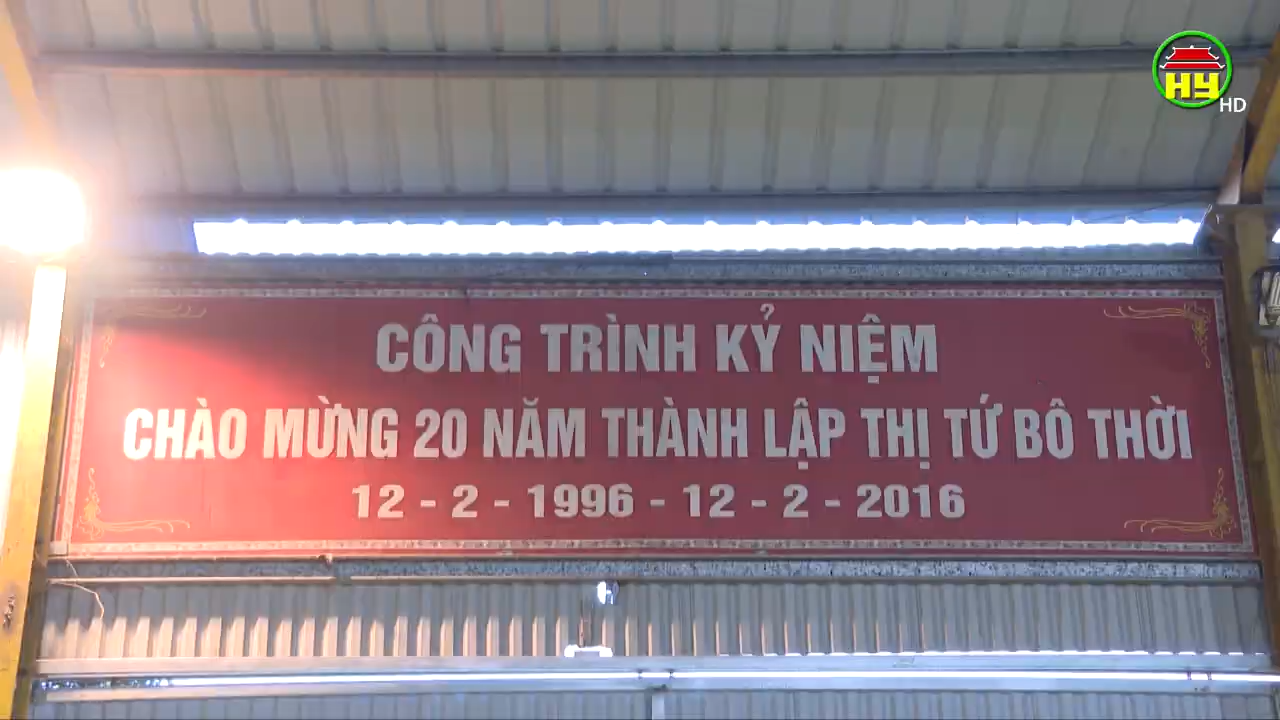 HY
HD
CÔNG TRÌNH KỶ NIỆM
CHÀO MỪNG 20 NĂM THÀNH LẬP THỊ TỨ BÔ THỜI
12 - 2 - 1996 - 12 - 2 - 2016